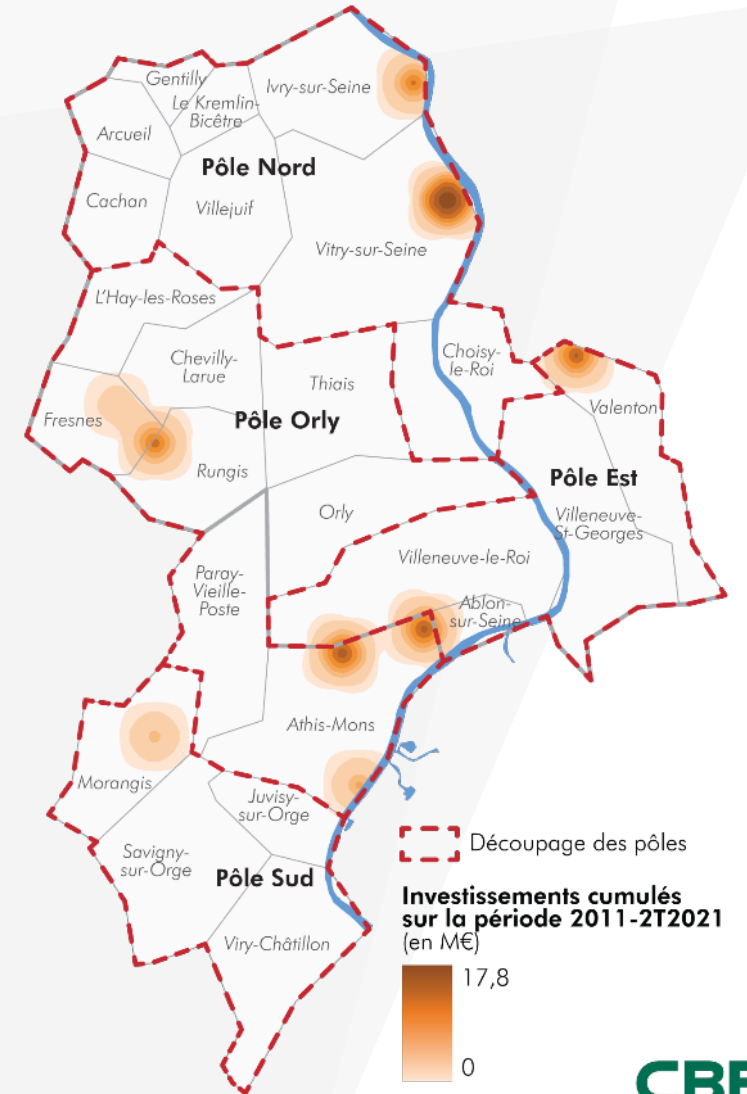 Gentilly
Le Kremlin-
Bicêtre
Ivry-sur-Seine
Arcueil
Pôle Nord
Cachan
Villejuif
Vitry-sur-Seine
L'Hay-les-Roses
Chevilly-
Larue
Thiais
Choisy-
le-Roi
Fresnes
Pôle Orly
Valenton
Rungis
Pôle Est
Orly
Villeneuve-
St-Georges
Villeneuve-le-Roi
Paray-
Vieille-
Poste
Ablon-
sur-Seine
Athis-Mons
Morangis
Juvisy-
sur-Orge
Savigny-
sur-Orge
Pôle Sud
Viry-Châtillon
Découpage des pôles
Investissements cumulés
sur la période 2011-2T2021
(en M€)
17,8
0